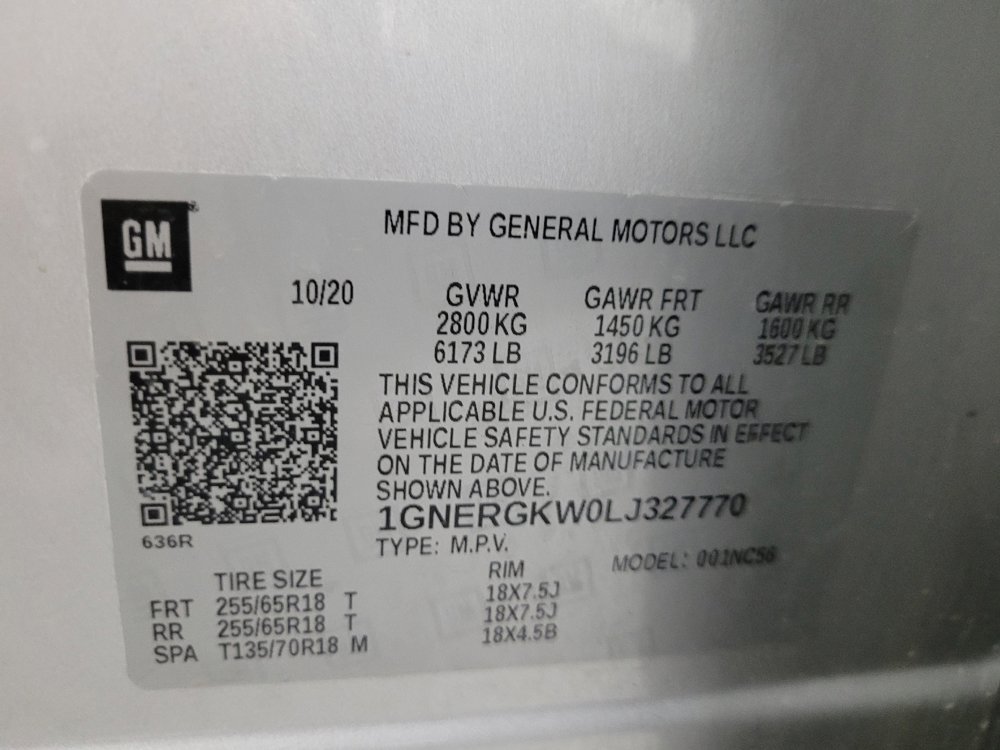 GM
MFD BY GENERAL MOTORS LLC
10/20 GVWR GAWR FRT GAWR RR
2800 KG 1450 KG 1600 KG
6173 LB 3196 LB 3527 LB
THIS VEHICLE CONFORMS TO ALL
APPLICABLE U.S. FEDERAL MOTOR
VEHICLE SAFETY STANDARDS IN EFFECT
ON THE DATE OF MANUFACTURE
SHOWN ABOVE.
1GNERGKW0LJ327770
636R
TYPE: M.P.V. MODEL: 001NC56
TIRE SIZE RIM
FRT 255/65R18 T 18X7.5J
RR 255/65R18 T 18X7.5J
SPA T135/70R18 M 18X4.5B